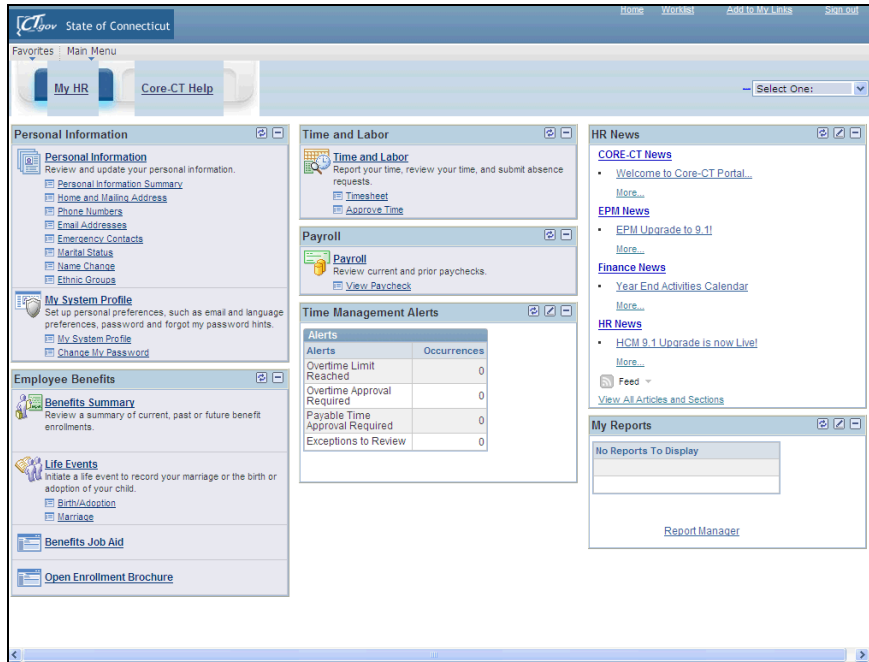 Home Worklist Add to My Links Sign out
CT.gov State of Connecticut
Favorites Main Menu
My HR Core-CT Help
Select One:
Personal Information
Personal Information
Review and update your personal information.
Personal Information Summary
Home and Mailing Address
Phone Numbers
Email Addresses
Emergency Contacts
Marital Status
Name Change
Ethnic Groups
My System Profile
Set up personal preferences, such as email and language
preferences, password and forgot my password hints.
My System Profile
Change My Password
Employee Benefits
Benefits Summary
Review a summary of current, past or future benefit
enrollments.
Life Events
Initiate a life event to record your marriage or the birth or
adoption of your child.
Birth/Adoption
Marriage
Benefits Job Aid
Open Enrollment Brochure
Time and Labor
Time and Labor
Report your time, review your time, and submit absence
requests.
Timesheet
Approve Time
Payroll
Payroll
Review current and prior paychecks.
View Paycheck
Time Management Alerts
Alerts
Alerts Occurrences
Overtime Limit
Reached 0
Overtime Approval
Required 0
Payable Time
Approval Required 0
Exceptions to Review 0
HR News
CORE-CT News
Welcome to Core-CT Portal...
More...
EPM News
EPM Upgrade to 9.1!
More...
Finance News
Year End Activities Calendar
More...
HR News
HCM 9.1 Upgrade is now Live!
More...
Feed
View All Articles and Sections
My Reports
No Reports To Display
Report Manager